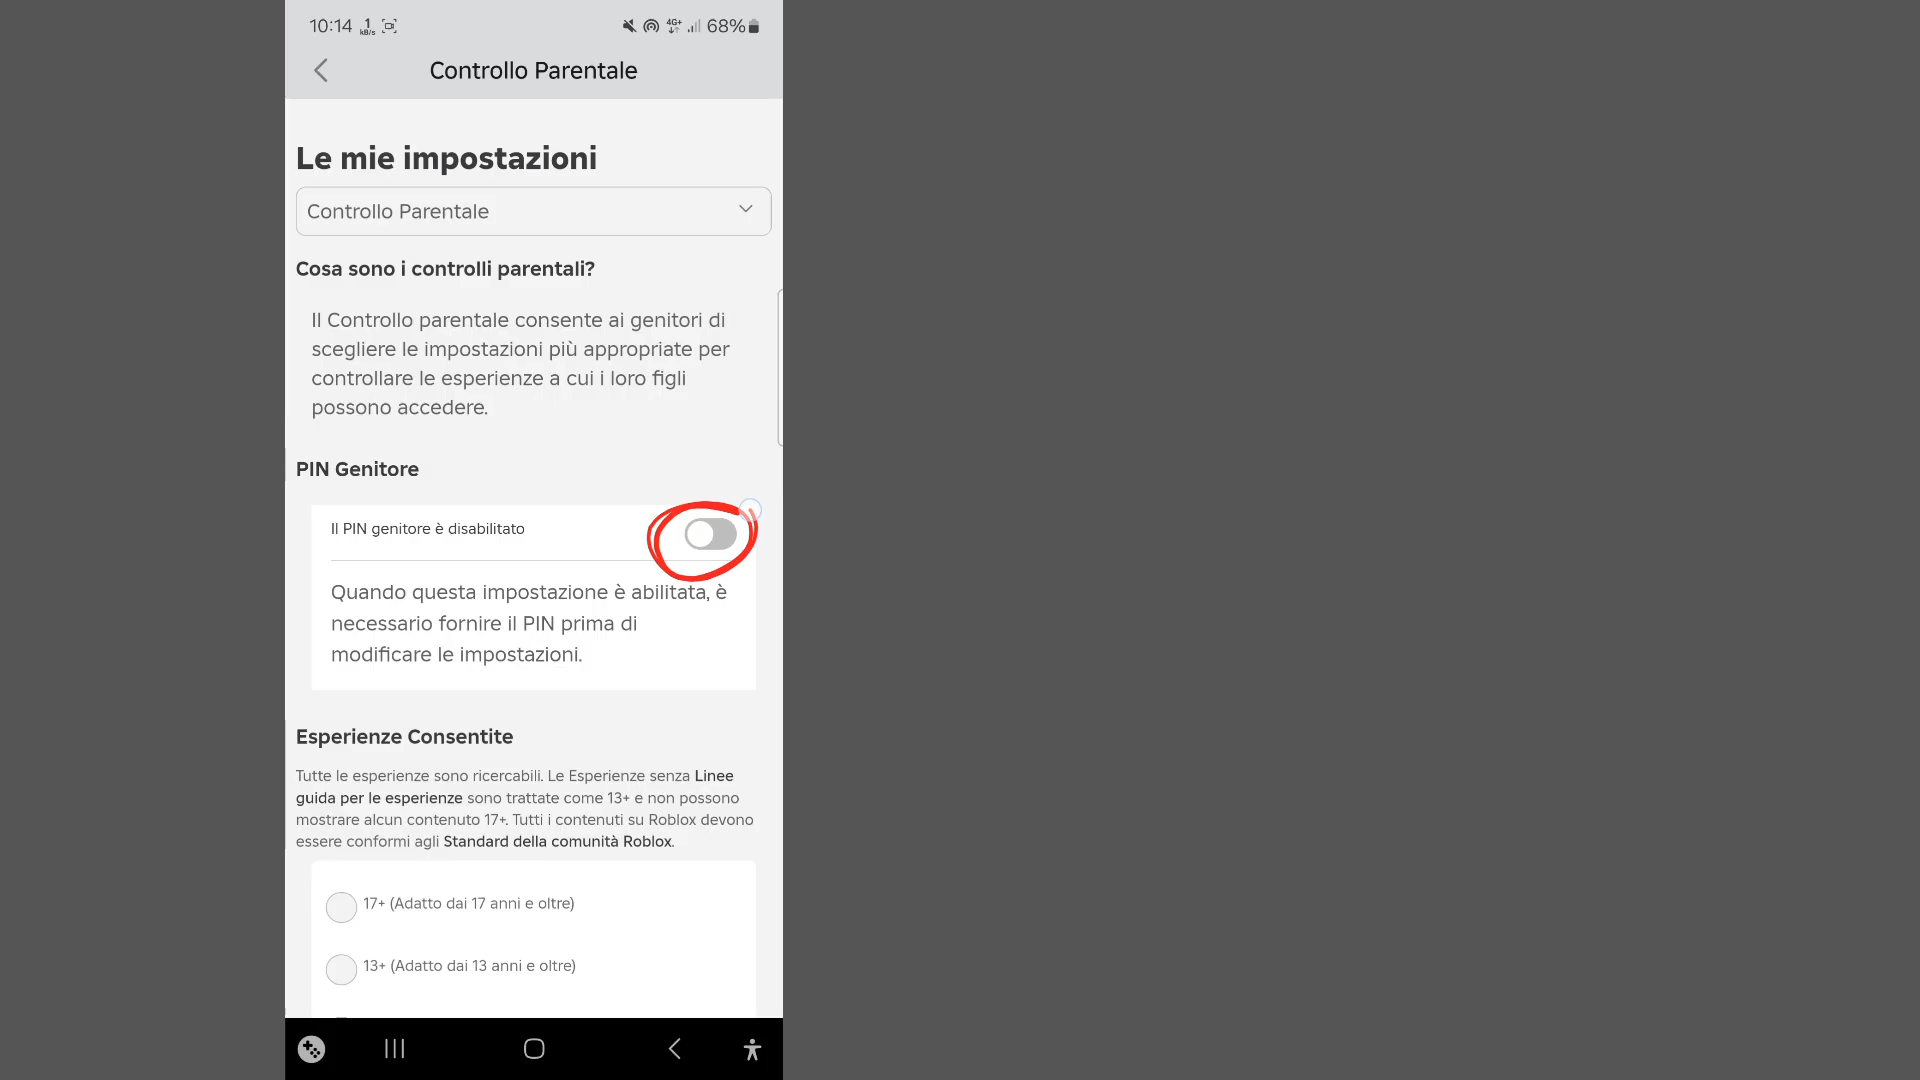 10:14 1 kB/s 4G+ 68%
Controllo Parentale
Le mie impostazioni
Controllo Parentale
Cosa sono i controlli parentali?
Il Controllo parentale consente ai genitori di
scegliere le impostazioni più appropriate per
controllare le esperienze a cui i loro figli
possono accedere.
PIN Genitore
Il PIN genitore è disabilitato
Quando questa impostazione è abilitata, è
necessario fornire il PIN prima di
modificare le impostazioni.
Esperienze Consentite
Tutte le esperienze sono ricercabili. Le Esperienze senza Linee
guida per le esperienze sono trattate come 13+ e non possono
mostrare alcun contenuto 17+. Tutti i contenuti su Roblox devono
essere conformi agli Standard della comunità Roblox.
17+ (Adatto dai 17 anni e oltre)
13+ (Adatto dai 13 anni e oltre)